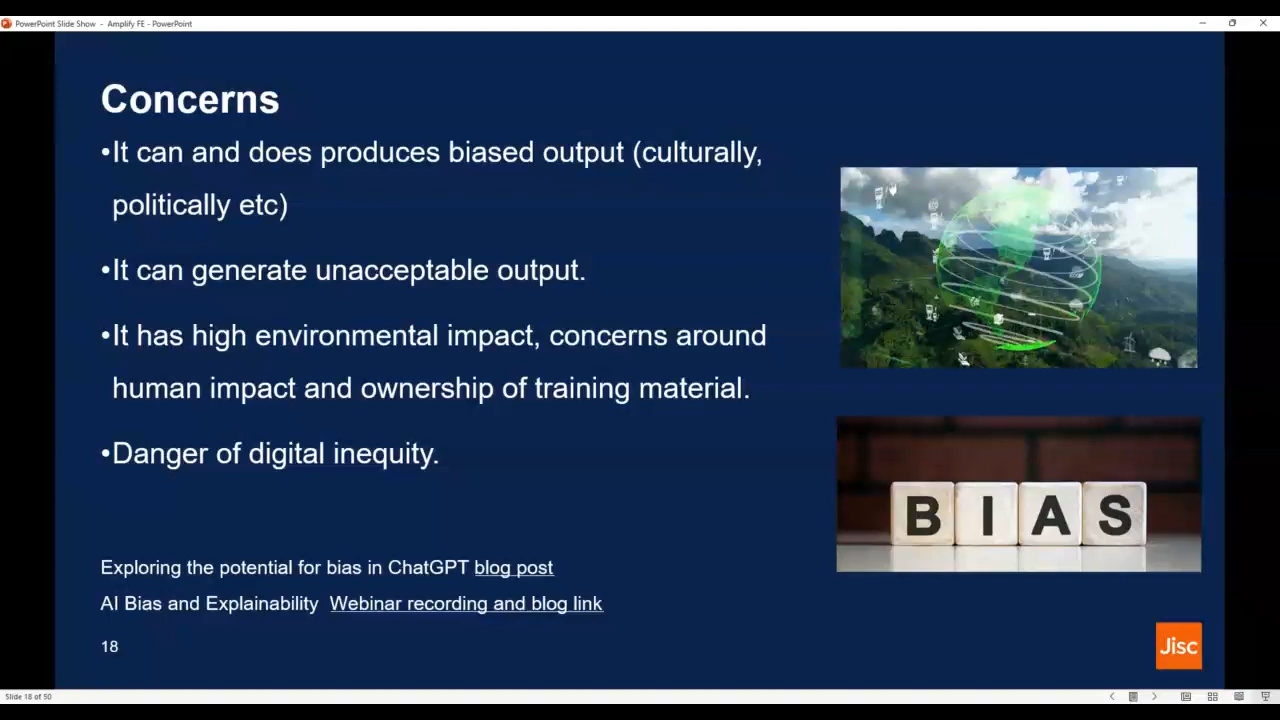 PowerPoint Slide Show - Amplify FE - PowerPoint
Concerns
•It can and does produces biased output (culturally,
politically etc)
•It can generate unacceptable output.
•It has high environmental impact, concerns around
human impact and ownership of training material.
•Danger of digital inequity.
BIAS
Exploring the potential for bias in ChatGPT blog post
AI Bias and Explainability Webinar recording and blog link
18
Jisc
Slide 18 of 50